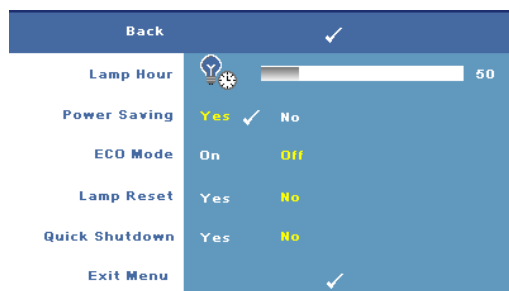 Back
Lamp Hour 50
Power Saving Yes No
ECO Mode On Off
Lamp Reset Yes No
Quick Shutdown Yes No
Exit Menu